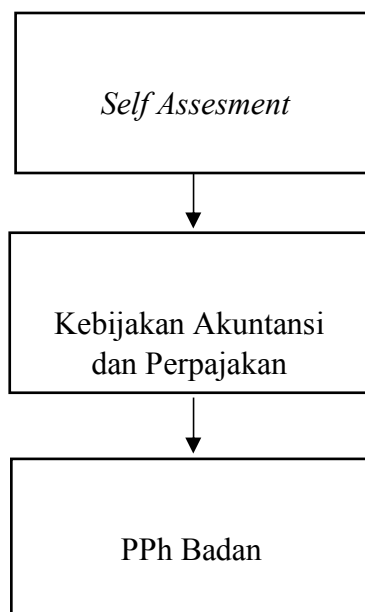 Self Assesment
Kebijakan Akuntansi
dan Perpajakan
PPh Badan